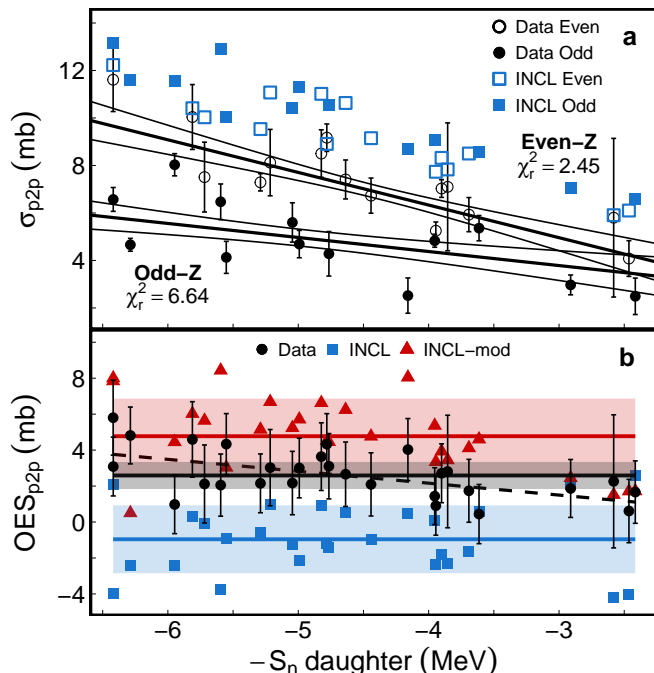 a
Data Even
Data Odd
INCL Even
INCL Odd
Even−Z
χr² = 2.45
Odd−Z
χr² = 6.64
12
8
4
σp2p (mb)
b
Data INCL INCL−mod
8
4
0
−4
OESp2p (mb)
−6 −5 −4 −3
−Sn daughter (MeV)